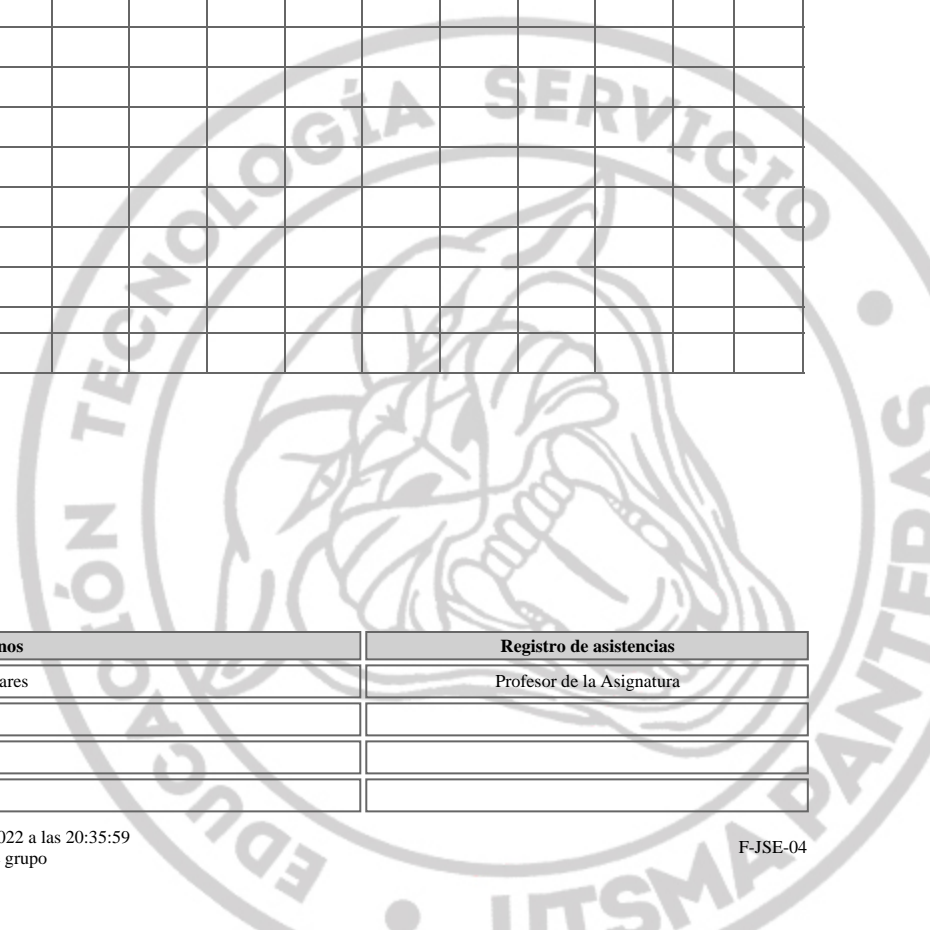 EDUCACIÓN TECNOLOGÍA SERVICIO
UTSMA PANTERAS
nos
Registro de asistencias
ares
Profesor de la Asignatura
022 a las 20:35:59
grupo
F-JSE-04